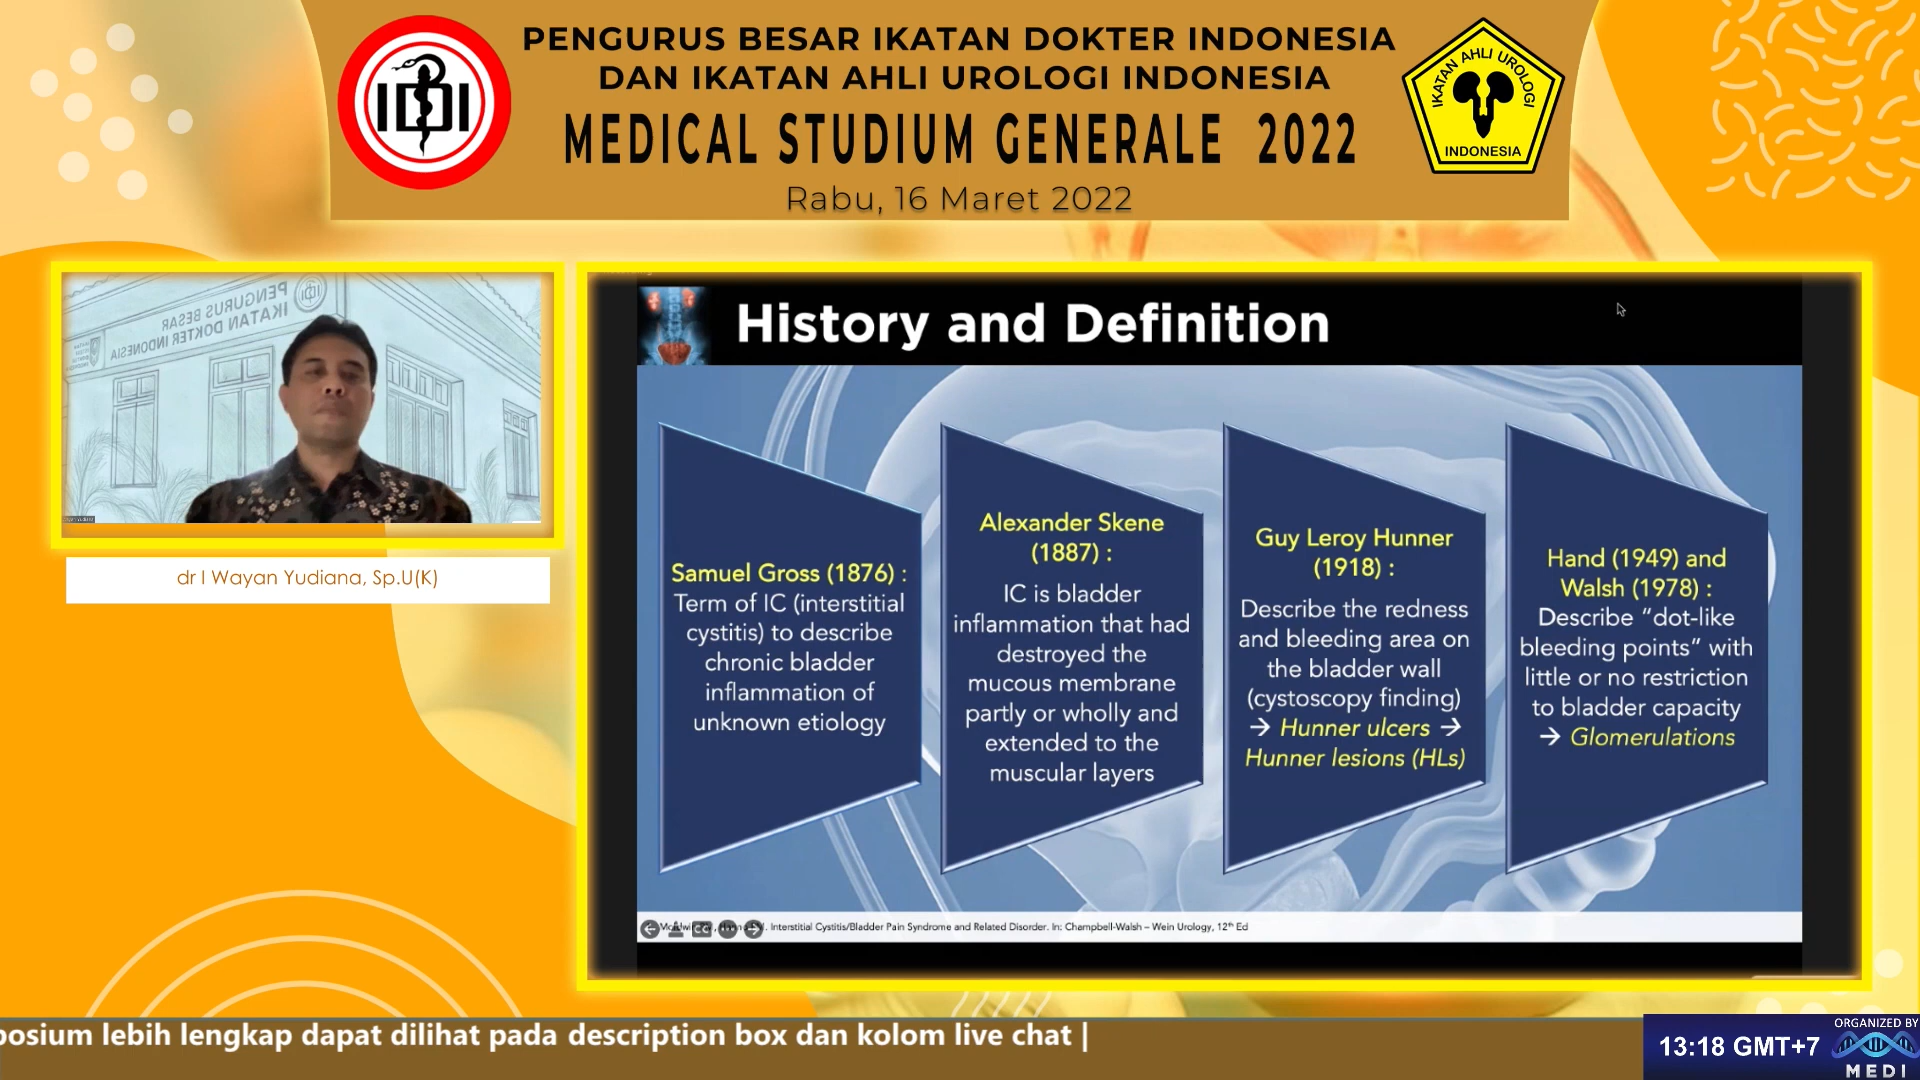 PENGURUS BESAR IKATAN DOKTER INDONESIA
DAN IKATAN AHLI UROLOGI INDONESIA
MEDICAL STUDIUM GENERALE 2022
Rabu, 16 Maret 2022
IDI
IKATAN AHLI UROLOGI
INDONESIA
PENGURUS BESAR
IKATAN DOKTER INDONESIA
dr I Wayan Yudiana, Sp.U(K)
History and Definition
Samuel Gross (1876) :
Term of IC (interstitial
cystitis) to describe
chronic bladder
inflammation of
unknown etiology
Alexander Skene
(1887) :
IC is bladder
inflammation that had
destroyed the
mucous membrane
partly or wholly and
extended to the
muscular layers
Guy Leroy Hunner
(1918) :
Describe the redness
and bleeding area on
the bladder wall
(cystoscopy finding)
→ Hunner ulcers →
Hunner lesions (HLs)
Hand (1949) and
Walsh (1978) :
Describe “dot-like
bleeding points” with
little or no restriction
to bladder capacity
→ Glomerulations
Interstitial Cystitis/Bladder Pain Syndrome and Related Disorder. In: Champbell-Walsh – Wein Urology, 12th Ed
posium lebih lengkap dapat dilihat pada description box dan kolom live chat |
13:18 GMT+7
ORGANIZED BY
MEDI